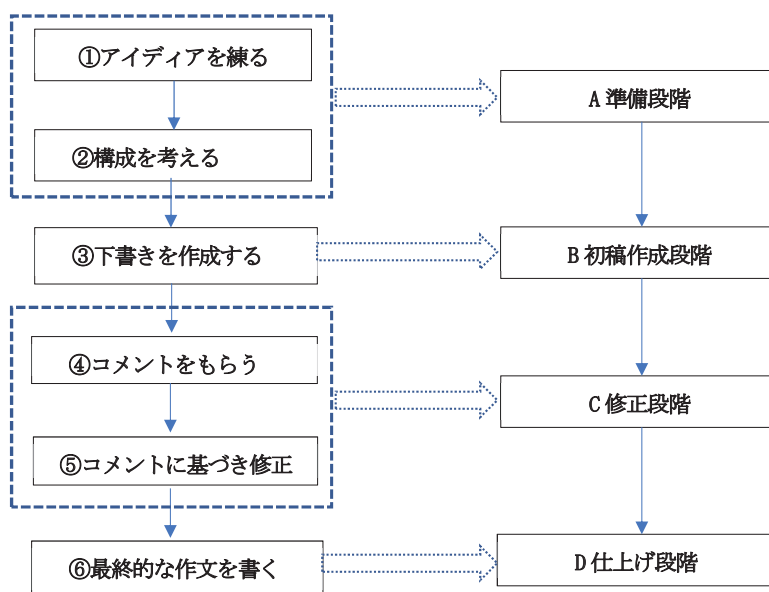 ①アイディアを練る
②構成を考える
③下書きを作成する
④コメントをもらう
⑤コメントに基づき修正
⑥最終的な作文を書く
A 準備段階
B 初稿作成段階
C 修正段階
D 仕上げ段階